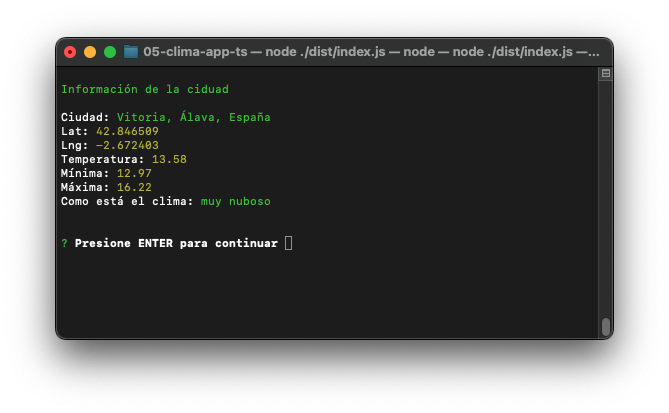 05-clima-app-ts — node ./dist/index.js — node — node ./dist/index.js —...
Información de la ciduad
Ciudad: Vitoria, Álava, España
Lat: 42.846509
Lng: -2.672403
Temperatura: 13.58
Mínima: 12.97
Máxima: 16.22
Como está el clima: muy nuboso
? Presione ENTER para continuar